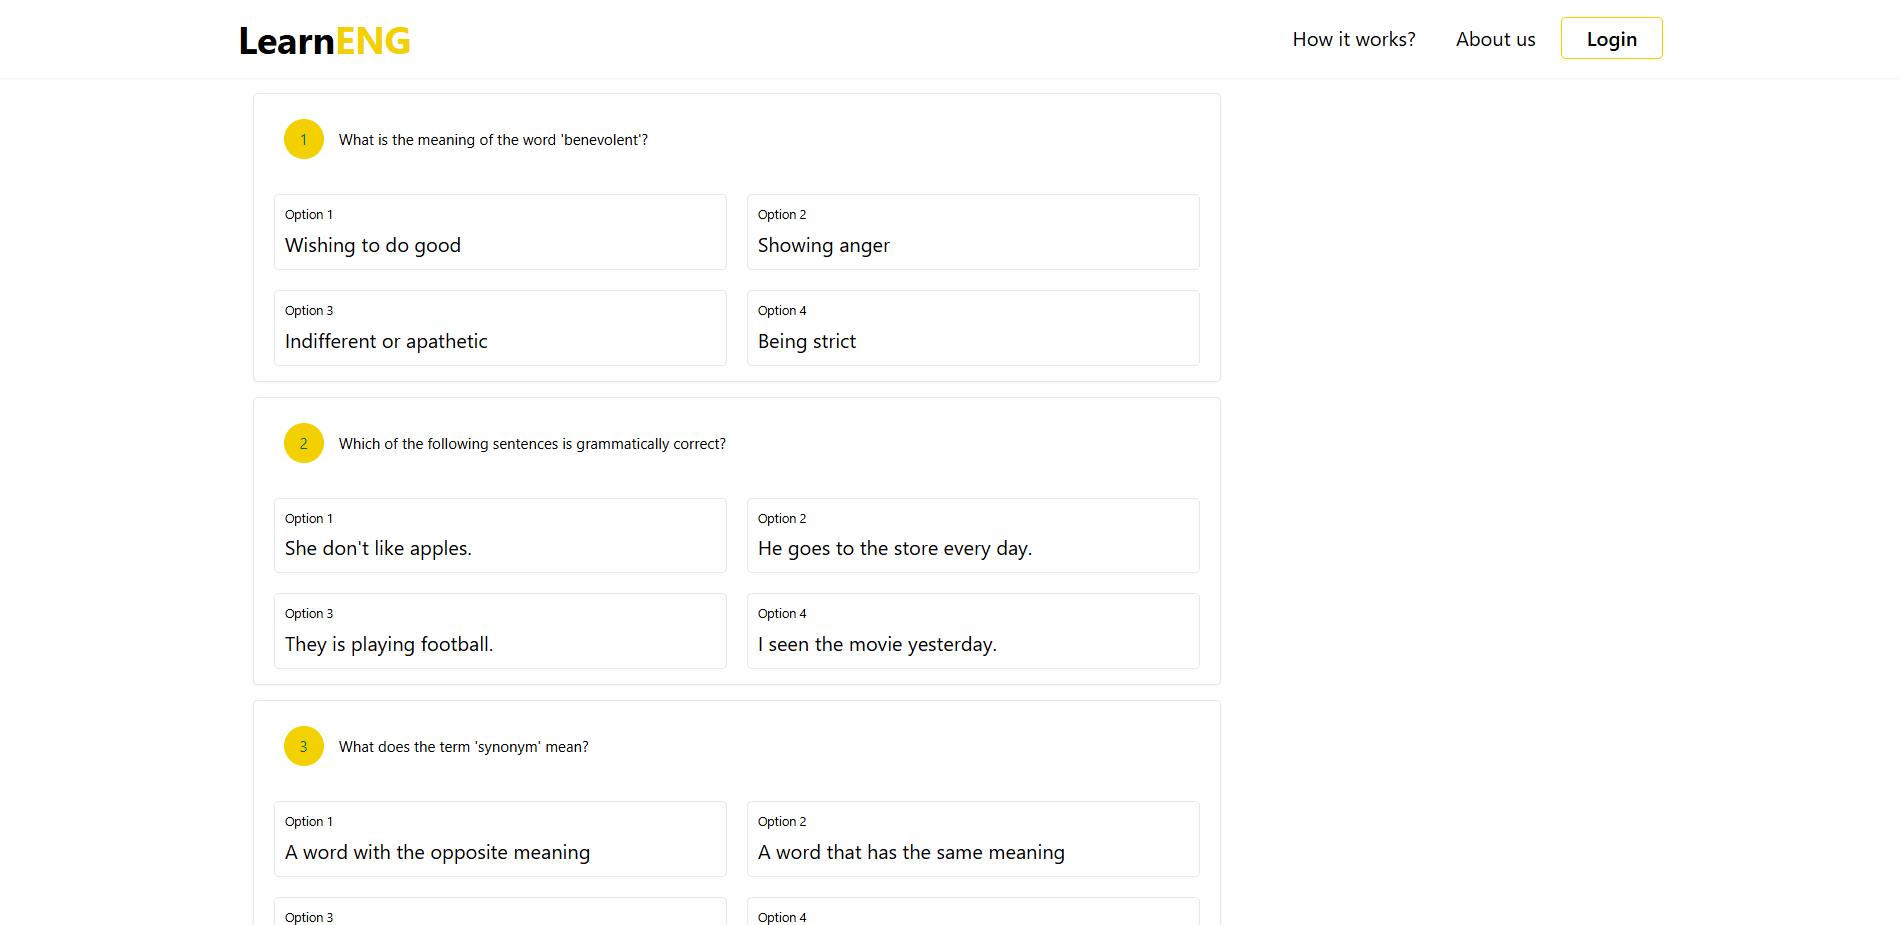 LearnENG
How it works?
About us
Login
1
What is the meaning of the word 'benevolent'?
Option 1
Wishing to do good
Option 2
Showing anger
Option 3
Indifferent or apathetic
Option 4
Being strict
2
Which of the following sentences is grammatically correct?
Option 1
She don't like apples.
Option 2
He goes to the store every day.
Option 3
They is playing football.
Option 4
I seen the movie yesterday.
3
What does the term 'synonym' mean?
Option 1
A word with the opposite meaning
Option 2
A word that has the same meaning
Option 3
Option 4